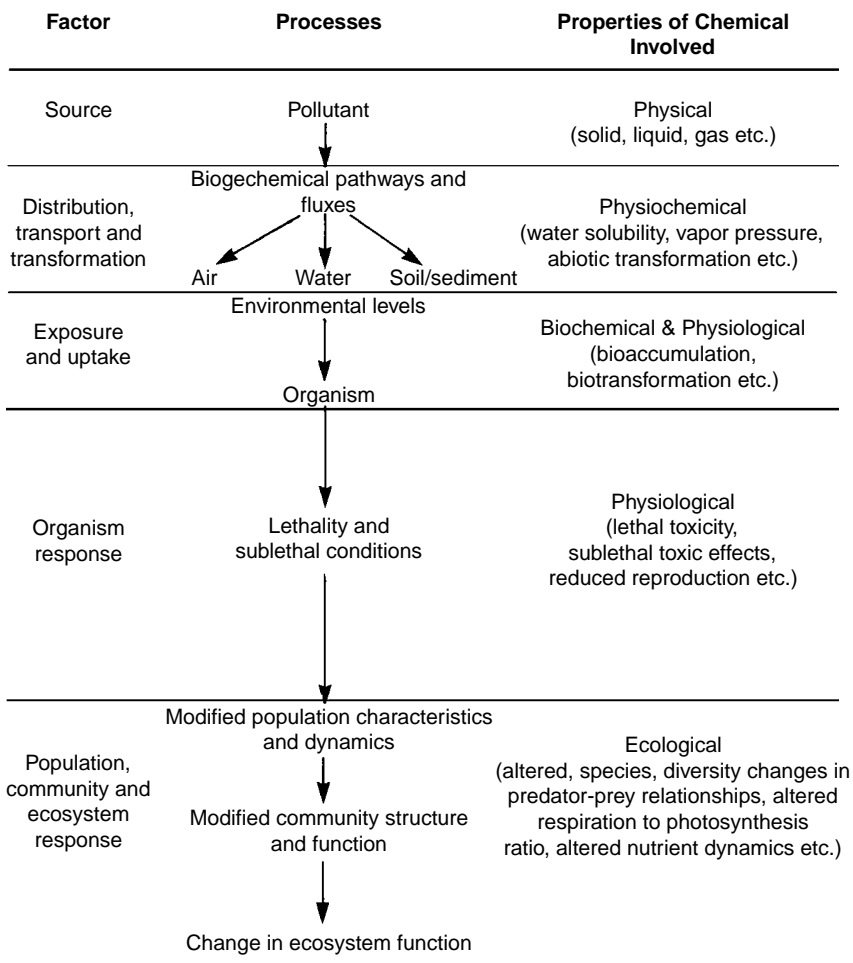 Factor
Processes
Properties of Chemical
Involved
Source
Pollutant
Physical
(solid, liquid, gas etc.)
Distribution,
transport and
transformation
Biogechemical pathways and
fluxes
Air
Water
Soil/sediment
Physiochemical
(water solubility, vapor pressure,
abiotic transformation etc.)
Exposure
and uptake
Environmental levels
Organism
Biochemical & Physiological
(bioaccumulation,
biotransformation etc.)
Organism
response
Lethality and
sublethal conditions
Physiological
(lethal toxicity,
sublethal toxic effects,
reduced reproduction etc.)
Population,
community and
ecosystem
response
Modified population characteristics
and dynamics
Modified community structure
and function
Change in ecosystem function
Ecological
(altered, species, diversity changes in
predator-prey relationships, altered
respiration to photosynthesis
ratio, altered nutrient dynamics etc.)